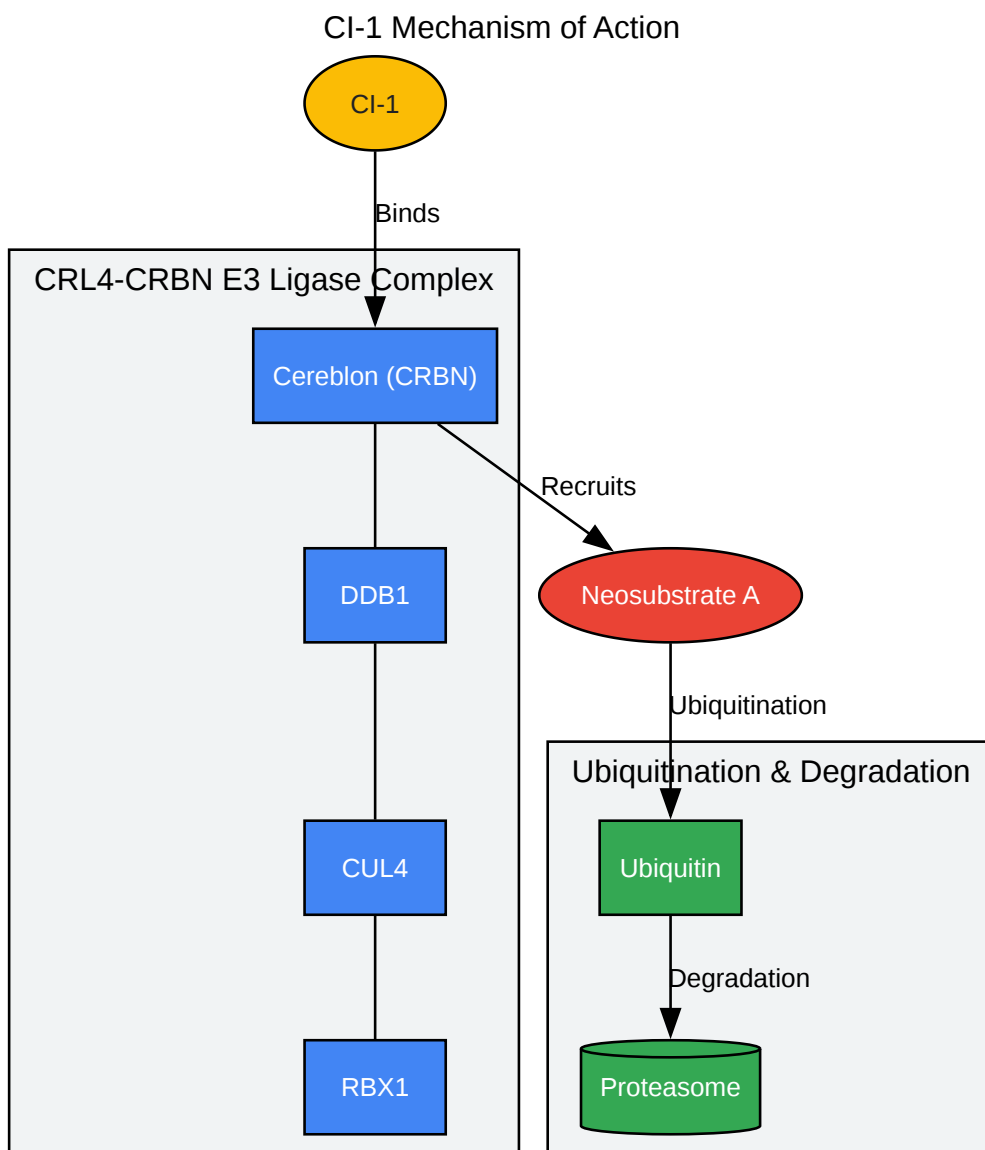 CI-1 Mechanism of Action
CI-1
Binds
CRL4-CRBN E3 Ligase Complex
Cereblon (CRBN)
Recruits
DDB1
Neosubstrate A
Ubiquitination
Ubiquitination & Degradation
CUL4
Ubiquitin
Degradation
RBX1
Proteasome